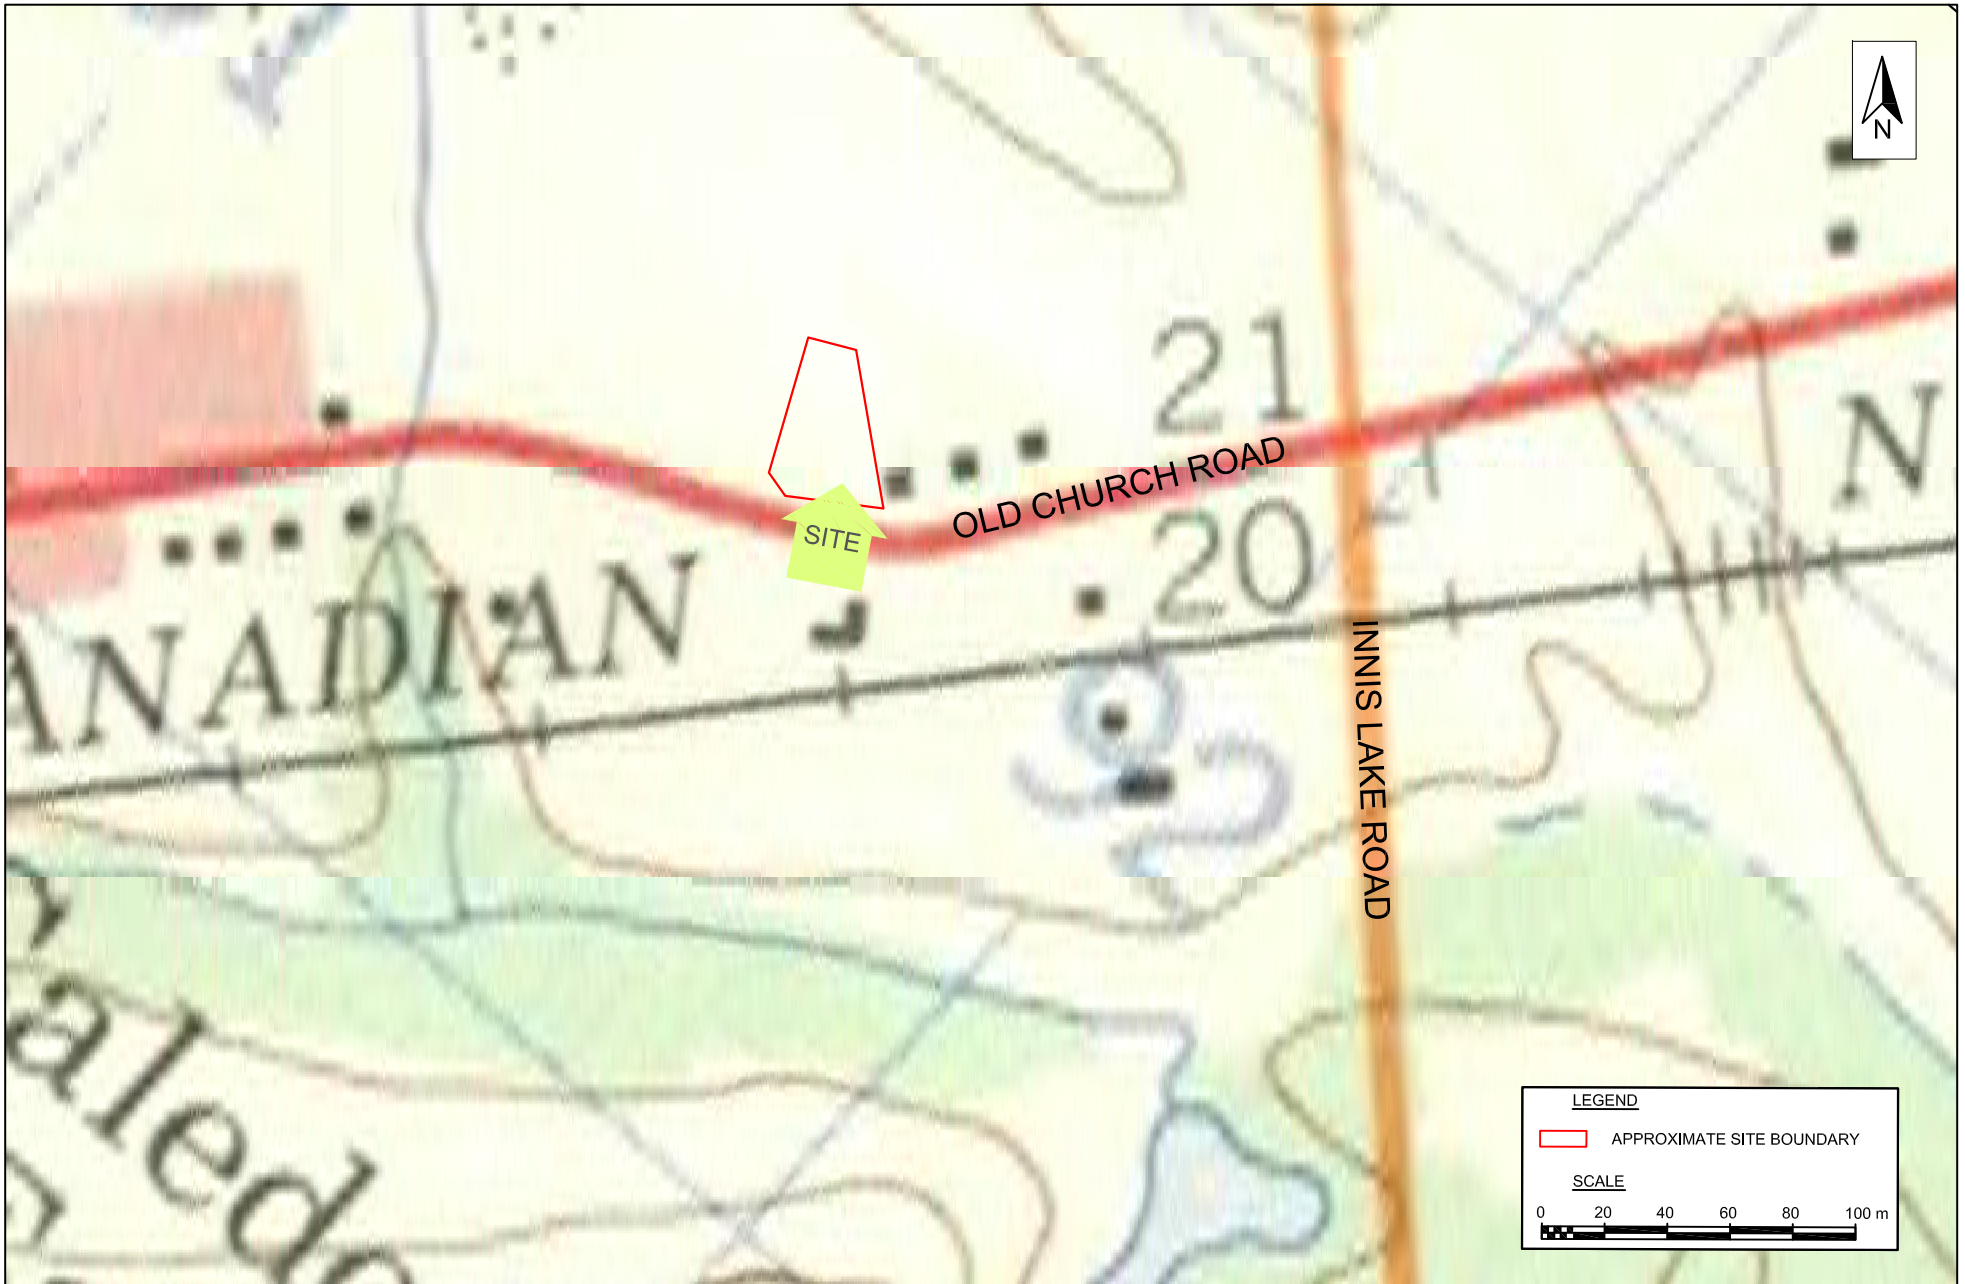 N
21
OLD CHURCH ROAD
N
SITE
20
ANADIAN
INNIS LAKE ROAD
aledo
LEGEND
APPROXIMATE SITE BOUNDARY
SCALE
0 20 40 60 80 100 m